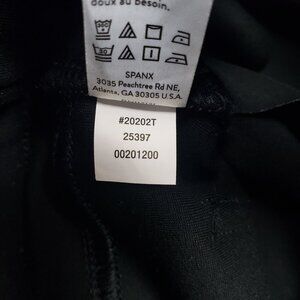 doux au besoin.
SPANX
3035 Peachtree Rd NE,
Atlanta, GA 30305 U.S.A.
#20202T
25397
00201200